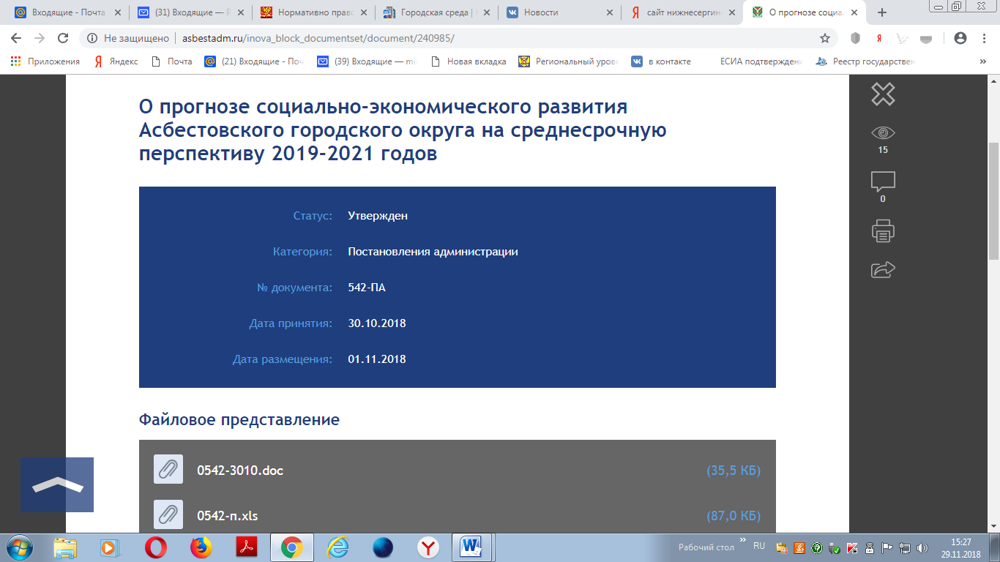 Входящие - Почта
(31) Входящие —
Нормативно прав
Городская среда |
Новости
сайт нижнесергин
О прогнозе социа
Не защищено | asbestadm.ru/inova_block_documentset/document/240985/
Приложения
Яндекс
Почта
(21) Входящие - Поч
(39) Входящие — mi
Новая вкладка
Региональный уров
в контакте
ЕСИА подтверждени
Реестр государствен
»
О прогнозе социально-экономического развития
Асбестовского городского округа на среднесрочную
перспективу 2019-2021 годов
15
0
Статус: Утвержден
Категория: Постановления администрации
№ документа: 542-ПА
Дата принятия: 30.10.2018
Дата размещения: 01.11.2018
Файловое представление
0542-3010.doc (35,5 КБ)
0542-п.xls (87,0 КБ)
Рабочий стол » RU
15:27
29.11.2018